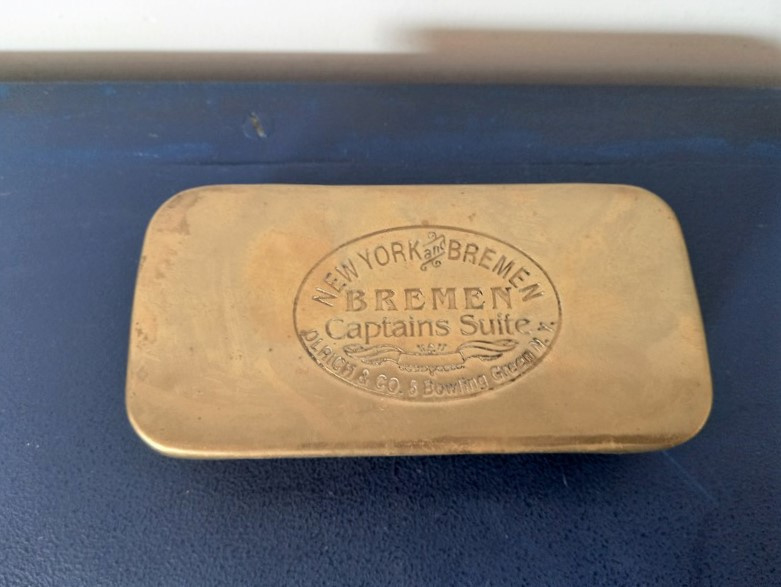 NEW YORK and BREMEN
BREMEN
Captains Suite
& CO. 5 Bowling Green N.Y.